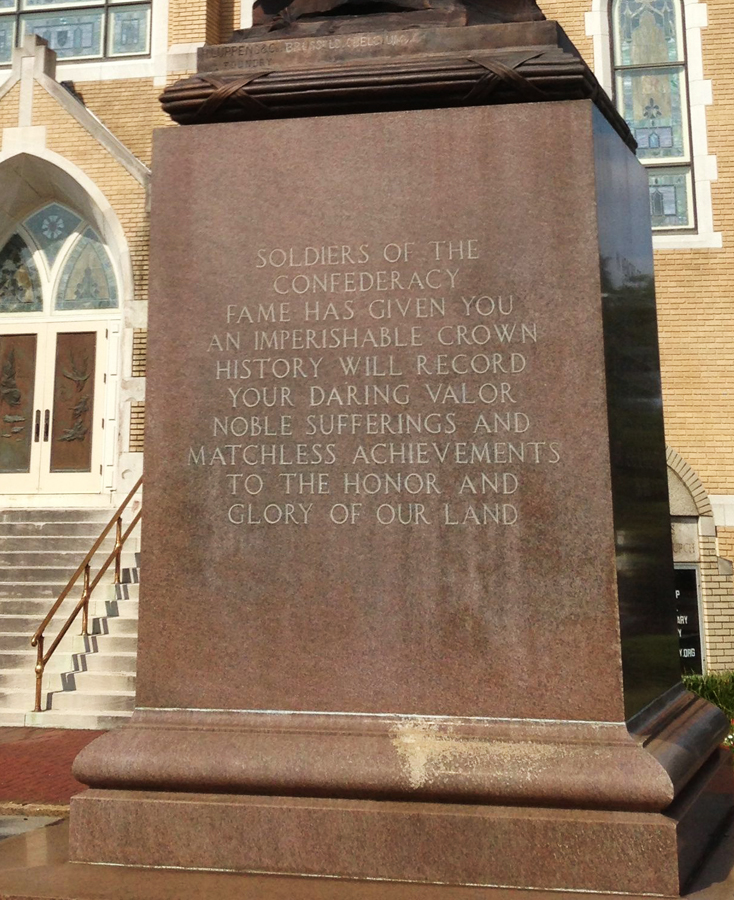 FOUNDRY
SOLDIERS OF THE
CONFEDERACY
FAME HAS GIVEN YOU
AN IMPERISHABLE CROWN
HISTORY WILL RECORD
YOUR DARING VALOR
NOBLE SUFFERINGS AND
MATCHLESS ACHIEVEMENTS
TO THE HONOR AND
GLORY OF OUR LAND